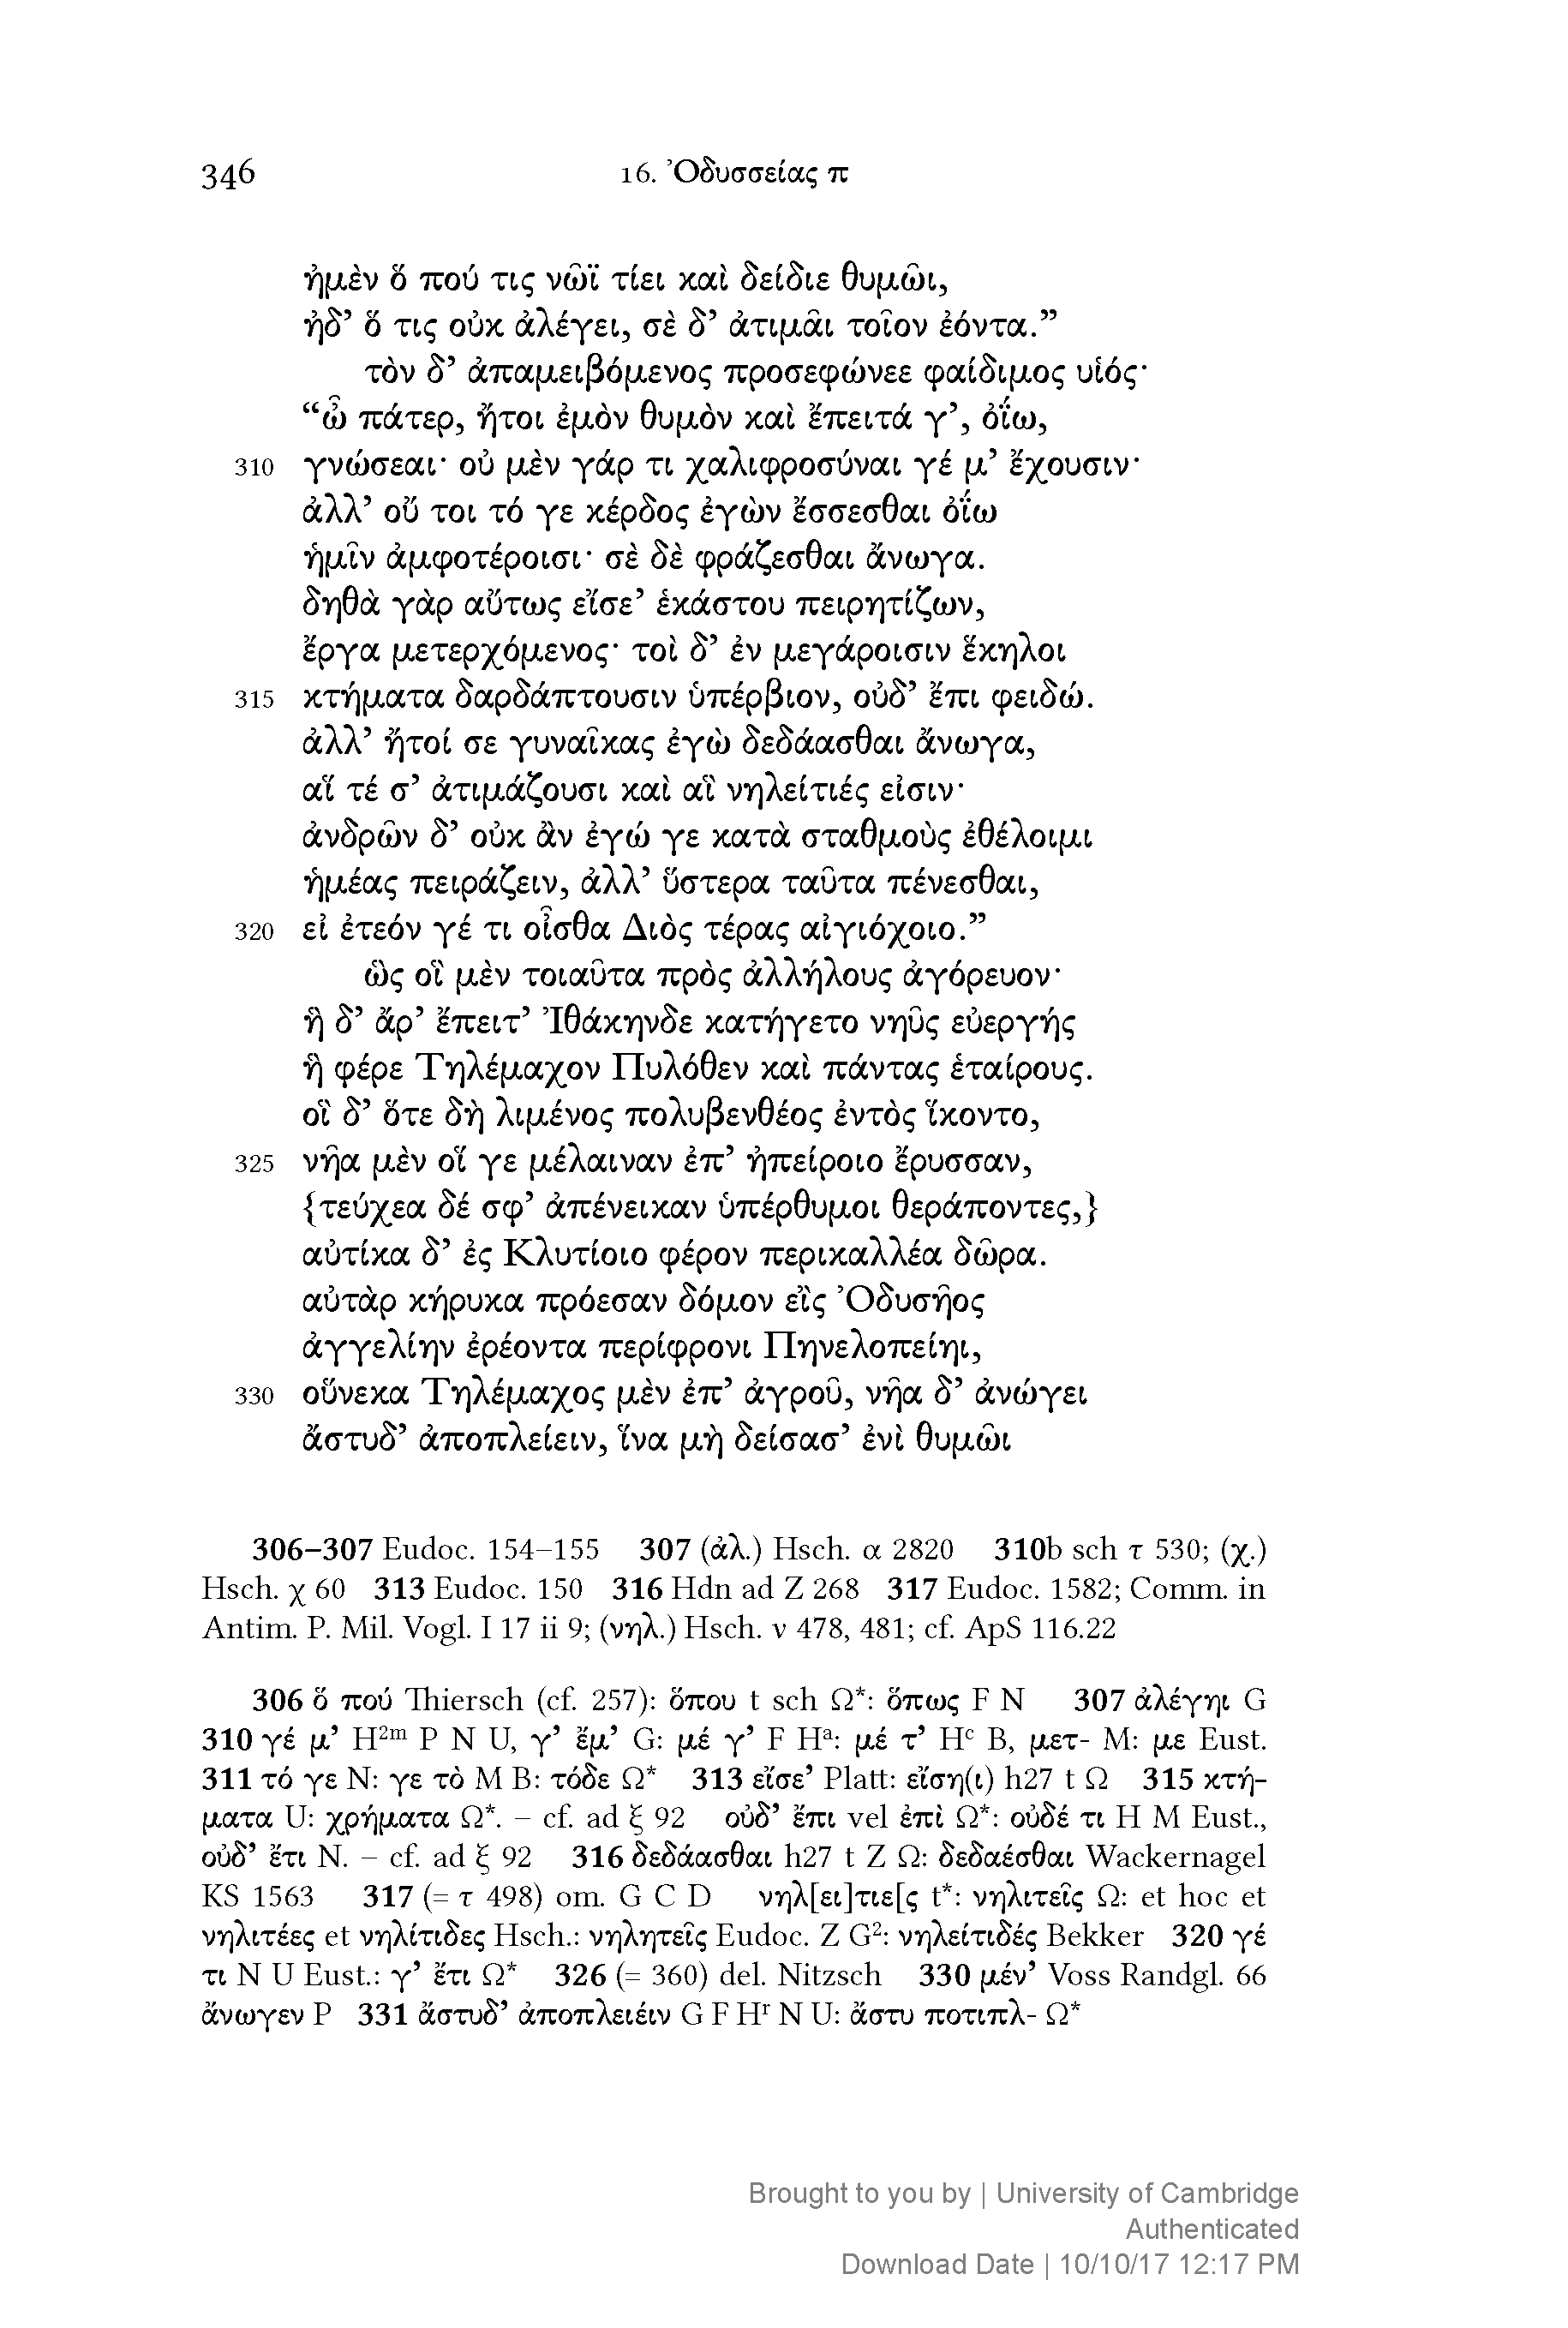 346 16. Ὀδυσσείας π
ἠμὲν ὅ πού τις νῶϊ τίει καὶ δείδιε θυμῶι,
ἠδ’ ὅ τις οὐκ ἀλέγει, σὲ δ’ ἀτιμᾶι τοῖον ἐόντα.”
τὸν δ’ ἀπαμειβόμενος προσεφώνεε φαίδιμος υἱός·
“ὦ πάτερ, ἤτοι ἐμὸν θυμὸν καὶ ἔπειτά γ’, ὀΐω,
310 γνώσεαι· οὐ μὲν γάρ τι χαλιφροσύναι γέ μ’ ἔχουσιν·
ἀλλ’ οὔ τοι τό γε κέρδος ἐγὼν ἔσσεσθαι ὀΐω
ἡμῖν ἀμφοτέροισι· σὲ δὲ φράζεσθαι ἄνωγα.
δηθὰ γὰρ αὔτως εἴσε’ ἑκάστου πειρητίζων,
ἔργα μετερχόμενος· τοὶ δ’ ἐν μεγάροισιν ἕκηλοι
315 κτήματα δαρδάπτουσιν ὑπέρβιον, οὐδ’ ἔπι φειδώ.
ἀλλ’ ἤτοί σε γυναῖκας ἐγὼ δεδάασθαι ἄνωγα,
αἵ τέ σ’ ἀτιμάζουσι καὶ αἳ νηλείτιές εἰσιν·
ἀνδρῶν δ’ οὐκ ἂν ἐγώ γε κατὰ σταθμοὺς ἐθέλοιμι
ἡμέας πειράζειν, ἀλλ’ ὕστερα ταῦτα πένεσθαι,
320 εἰ ἐτεόν γέ τι οἶσθα Διὸς τέρας αἰγιόχοιο.”
ὣς οἳ μὲν τοιαῦτα πρὸς ἀλλήλους ἀγόρευον·
ἣ δ’ ἄρ’ ἔπειτ’ Ἰθάκηνδε κατήγετο νηῦς εὐεργής
ἣ φέρε Τηλέμαχον Πυλόθεν καὶ πάντας ἑταίρους.
οἳ δ’ ὅτε δὴ λιμένος πολυβενθέος ἐντὸς ἵκοντο,
325 νῆα μὲν οἵ γε μέλαιναν ἐπ’ ἠπείροιο ἔρυσσαν,
{τεύχεα δέ σφ’ ἀπένεικαν ὑπέρθυμοι θεράποντες,}
αὐτίκα δ’ ἐς Κλυτίοιο φέρον περικαλλέα δῶρα.
αὐτὰρ κήρυκα πρόεσαν δόμον εἲς Ὀδυσῆος
ἀγγελίην ἐρέοντα περίφρονι Πηνελοπείηι,
330 οὕνεκα Τηλέμαχος μὲν ἐπ’ ἀγροῦ, νῆα δ’ ἀνώγει
ἄστυδ’ ἀποπλείειν, ἵνα μὴ δείσασ’ ἐνὶ θυμῶι
306–307 Eudoc. 154–155 307 (ἀλ.) Hsch. α 2820 310b sch τ 530; (χ.)
Hsch. χ 60 313 Eudoc. 150 316 Hdn ad Ζ 268 317 Eudoc. 1582; Comm. in
Antim. P. Mil. Vogl. I 17 ii 9; (νηλ.) Hsch. ν 478, 481; cf. ApS 116.22
306 ὅ πού Thiersch (cf. 257): ὅπου t sch Ω*: ὅπως F N 307 ἀλέγηι G
310 γέ μ’ H²ᵐ P N U, γ’ ἔμ’ G: μέ γ’ F Hᵃ: μέ τ’ Hᶜ B, μετ- M: με Eust.
311 τό γε N: γε τὸ M B: τόδε Ω* 313 εἴσε’ Platt: εἴση(ι) h27 t Ω 315 κτή-
ματα U: χρήματα Ω*. – cf. ad ξ 92 οὐδ’ ἔπι vel ἐπὶ Ω*: οὐδέ τι H M Eust.,
οὐδ’ ἔτι N. – cf. ad ξ 92 316 δεδάασθαι h27 t Z Ω: δεδαέσθαι Wackernagel
KS 1563 317 (= τ 498) om. G C D νηλ[ει]τιε[ς t*: νηλιτεῖς Ω: et hoc et
νηλιτέες et νηλίτιδες Hsch.: νηλητεῖς Eudoc. Z G²: νηλείτιδές Bekker 320 γέ
τι N U Eust.: γ’ ἔτι Ω* 326 (= 360) del. Nitzsch 330 μέν’ Voss Randgl. 66
ἄνωγεν P 331 ἄστυδ’ ἀποπλειέιν G F Hʳ N U: ἄστυ ποτιπλ- Ω*
Brought to you by | University of Cambridge
Authenticated
Download Date | 10/10/17 12:17 PM